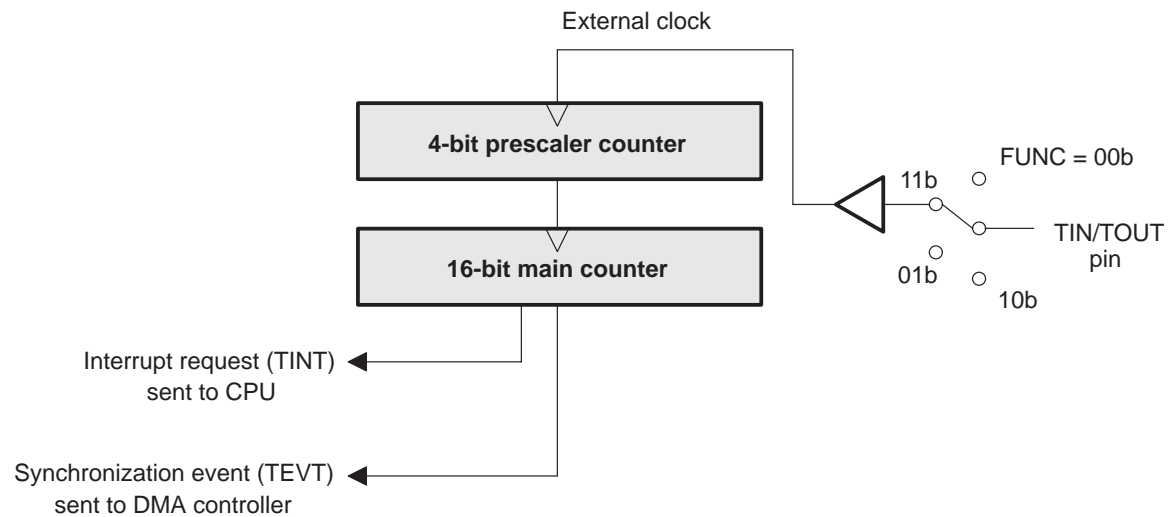 External clock
4-bit prescaler counter
FUNC = 00b
11b
TIN/TOUT
pin
16-bit main counter
01b
10b
Interrupt request (TINT)
sent to CPU
Synchronization event (TEVT)
sent to DMA controller